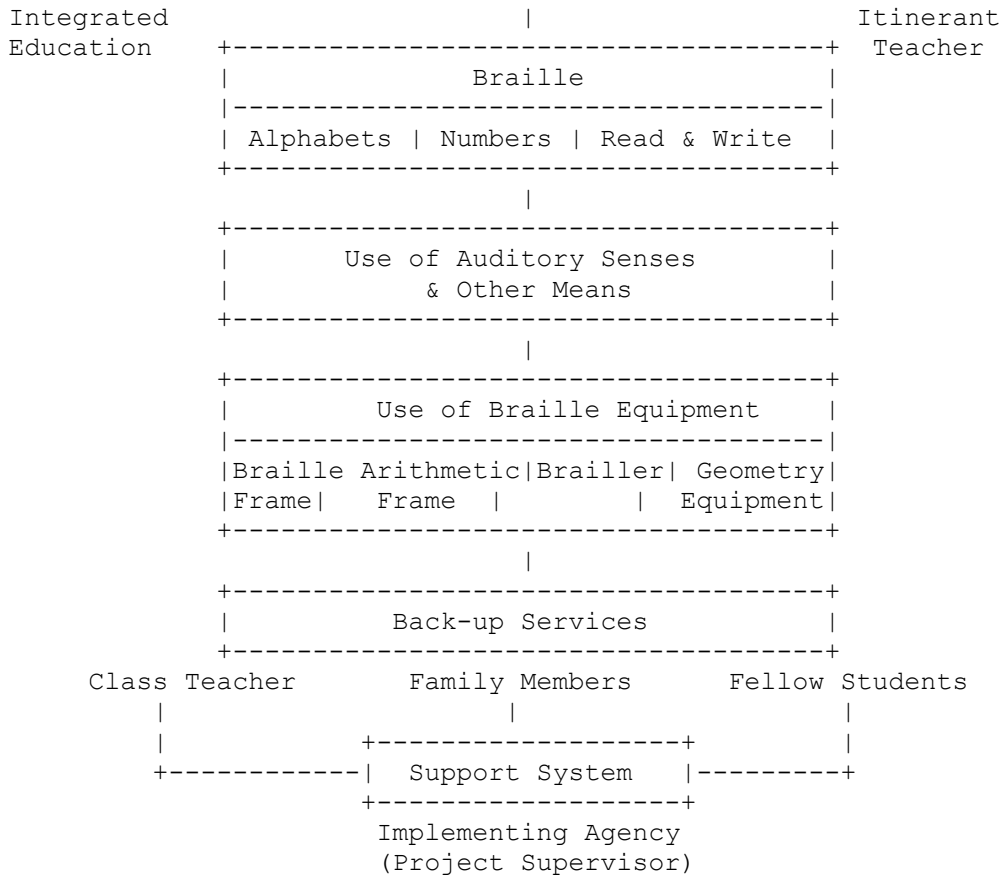 Integrated Itinerant
Education Teacher
Braille
Alphabets | Numbers | Read & Write
Use of Auditory Senses
& Other Means
Use of Braille Equipment
Braille Arithmetic|Brailler| Geometry
Frame| Frame | | Equipment
Back-up Services
Class Teacher Family Members Fellow Students
Support System
Implementing Agency
(Project Supervisor)